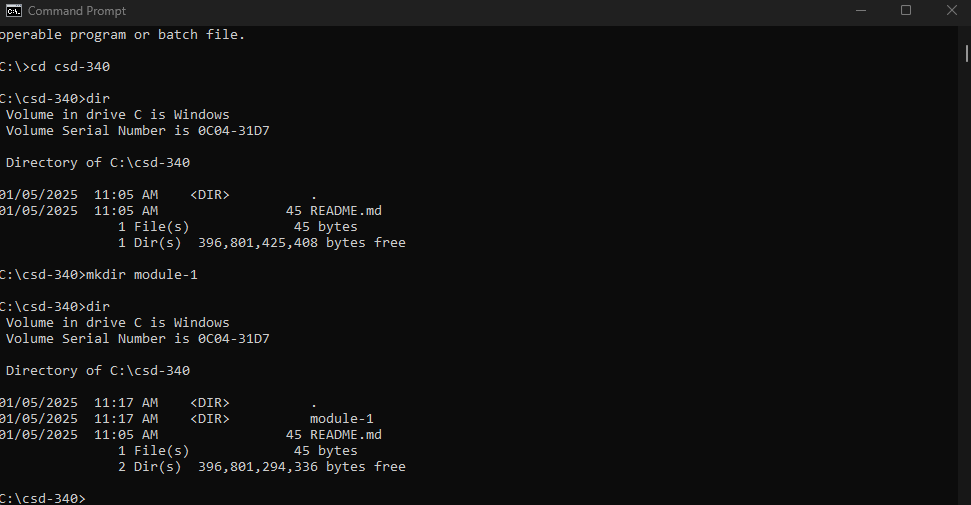 Command Prompt
operable program or batch file.
C:\>cd csd-340
C:\csd-340>dir
 Volume in drive C is Windows
 Volume Serial Number is 0C04-31D7
 Directory of C:\csd-340
01/05/2025  11:05 AM    <DIR>          .
01/05/2025  11:05 AM                45 README.md
               1 File(s)             45 bytes
               1 Dir(s)  396,801,425,408 bytes free
C:\csd-340>mkdir module-1
C:\csd-340>dir
 Volume in drive C is Windows
 Volume Serial Number is 0C04-31D7
 Directory of C:\csd-340
01/05/2025  11:17 AM    <DIR>          .
01/05/2025  11:17 AM    <DIR>          module-1
01/05/2025  11:05 AM                45 README.md
               1 File(s)             45 bytes
               2 Dir(s)  396,801,294,336 bytes free
C:\csd-340>